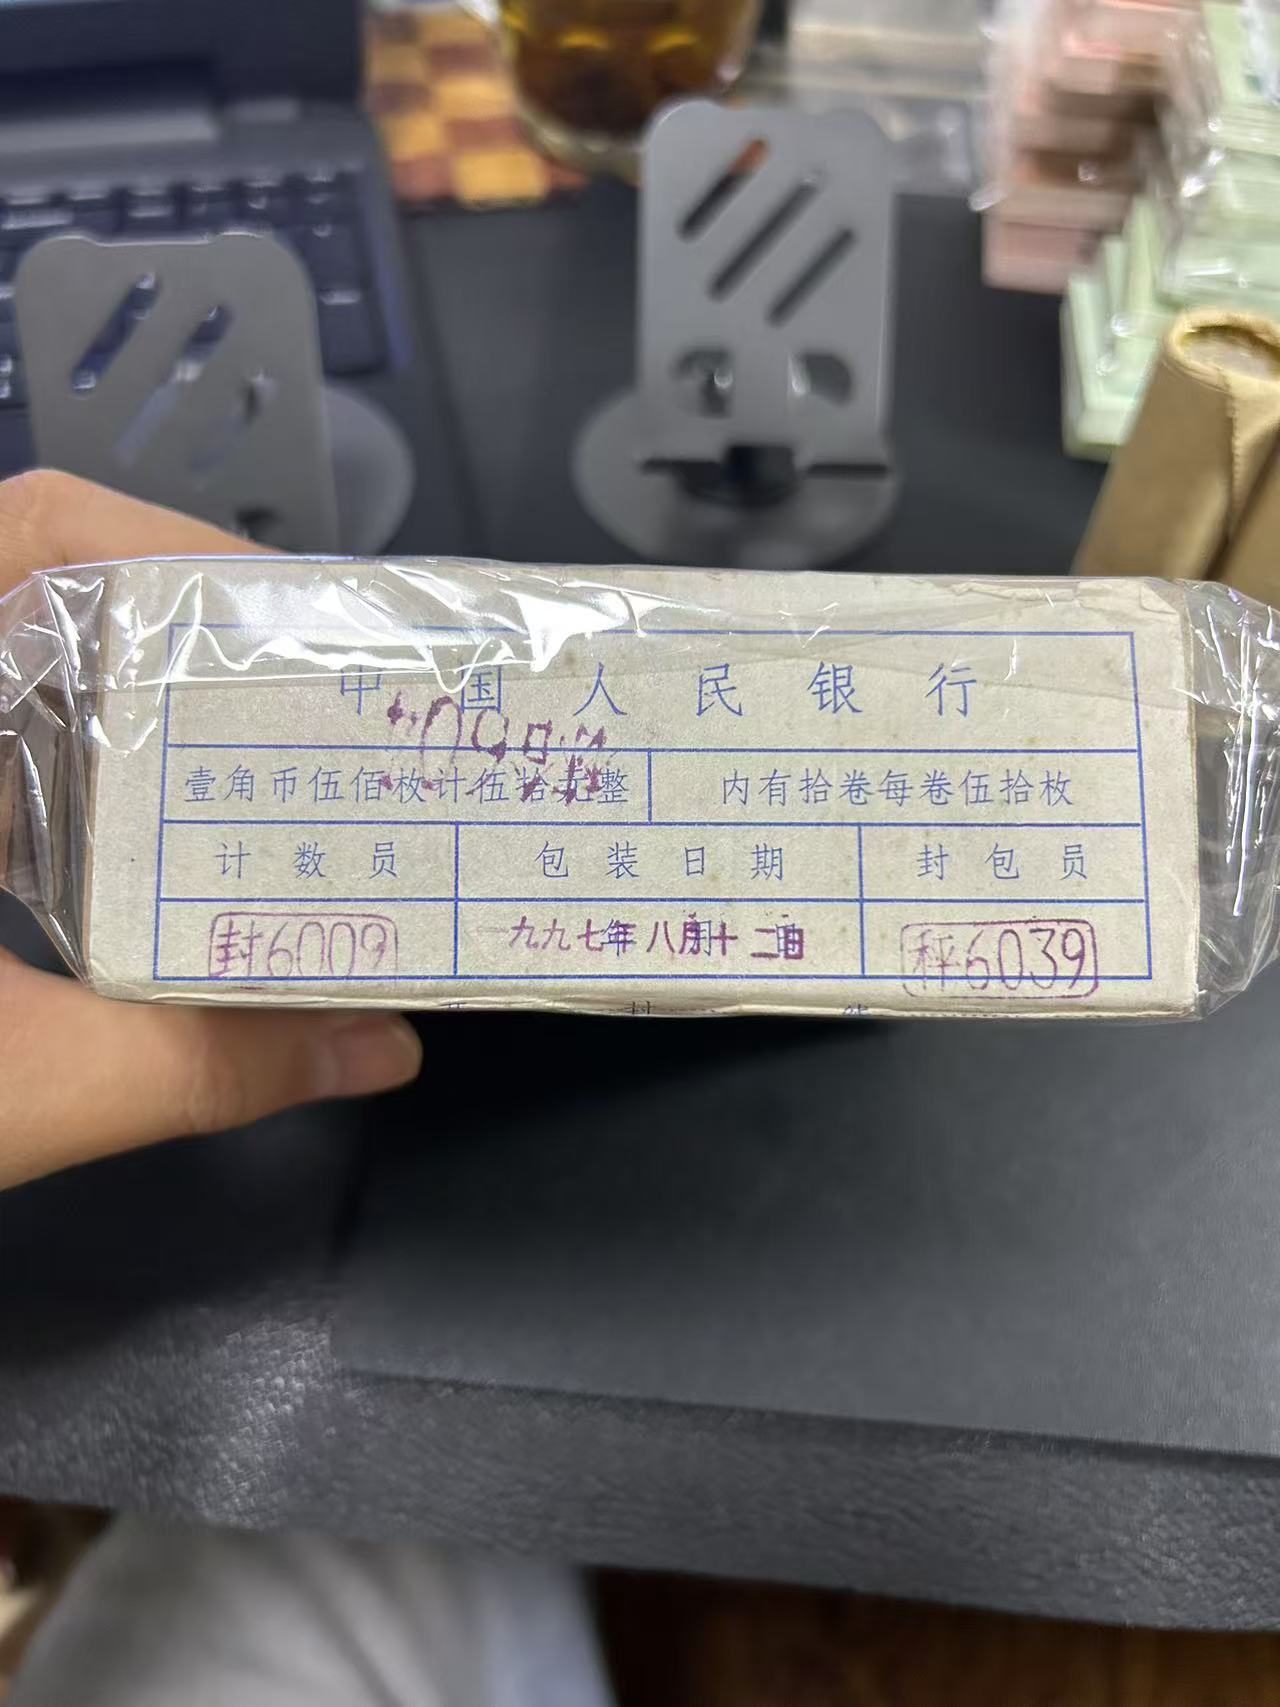 中国人民银行
壹角币伍佰枚计伍拾元整 内有拾卷每卷伍拾枚
计数员 包装日期 封包员
封6009 一九九七年八月十二日 秤6039